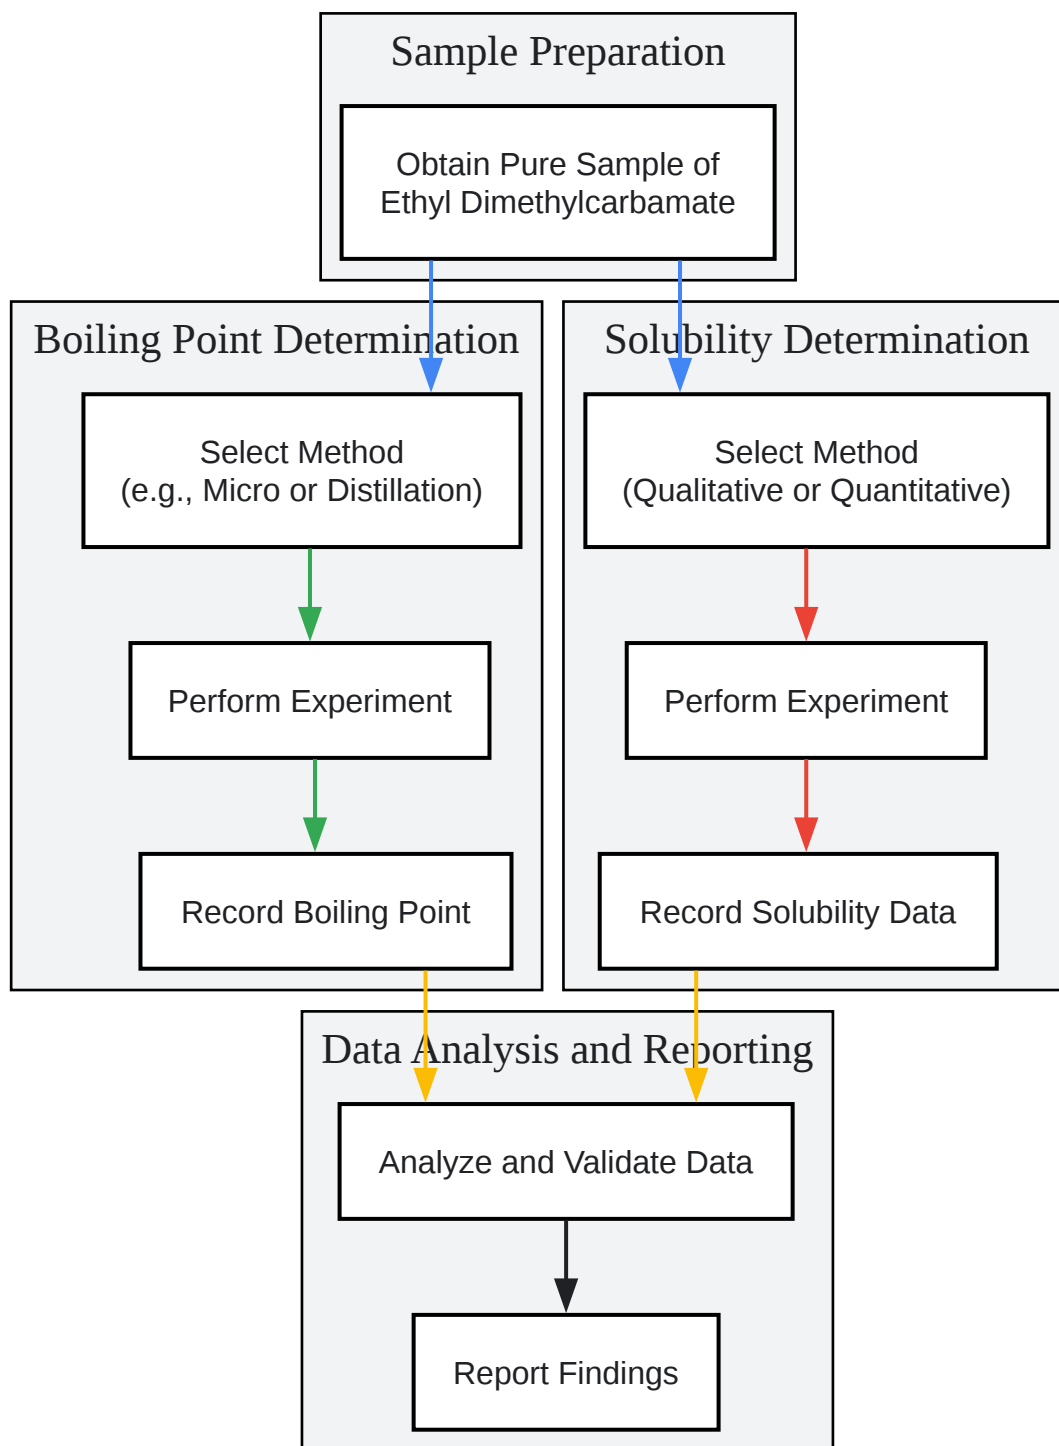 Sample Preparation
Obtain Pure Sample of
Ethyl Dimethylcarbamate
Boiling Point Determination
Select Method
(e.g., Micro or Distillation)
Perform Experiment
Record Boiling Point
Solubility Determination
Select Method
(Qualitative or Quantitative)
Perform Experiment
Record Solubility Data
Data Analysis and Reporting
Analyze and Validate Data
Report Findings